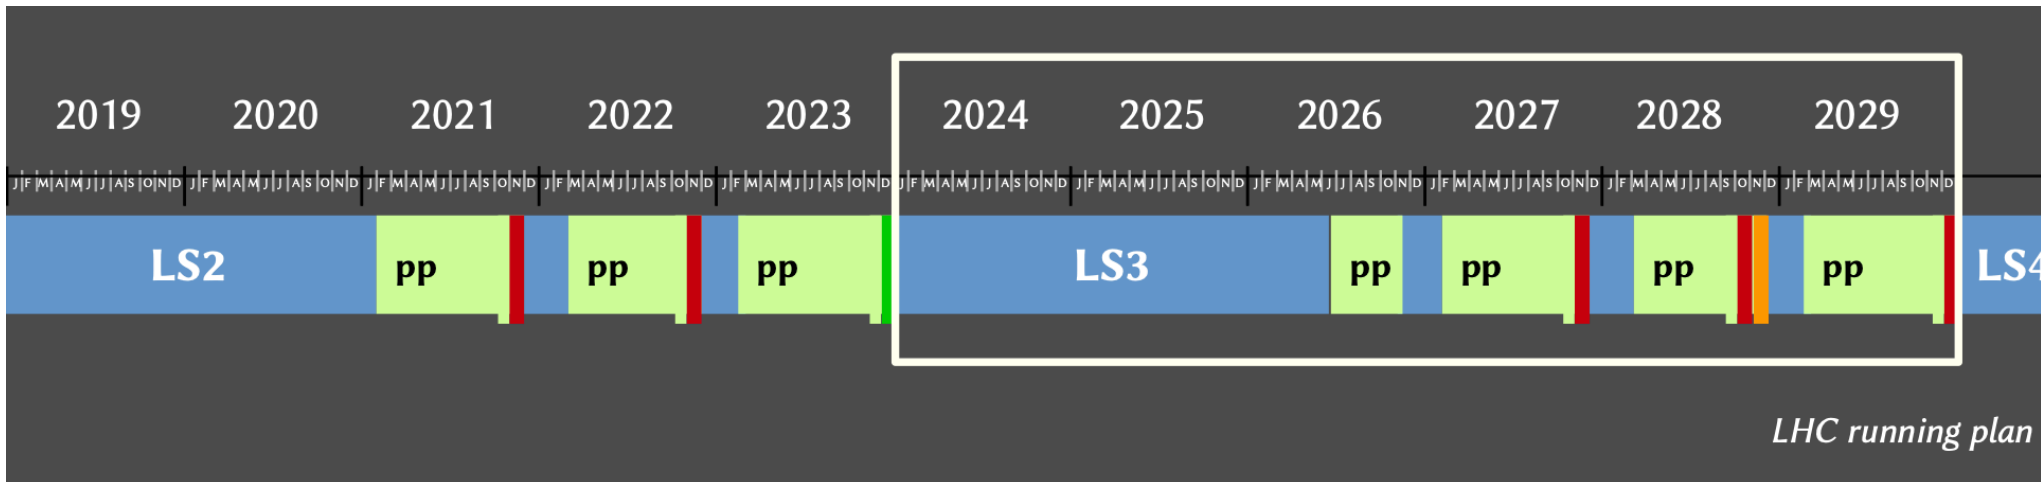 2019 2020 2021 2022 2023 2024 2025 2026 2027 2028 2029
J F M A M J J A S O N D J F M A M J J A S O N D J F M A M J J A S O N D J F M A M J J A S O N D J F M A M J J A S O N D J F M A M J J A S O N D J F M A M J J A S O N D J F M A M J J A S O N D J F M A M J J A S O N D J F M A M J J A S O N D J F M A M J J A S O N D
LS2 pp pp pp LS3 pp pp pp pp LS4
LHC running plan